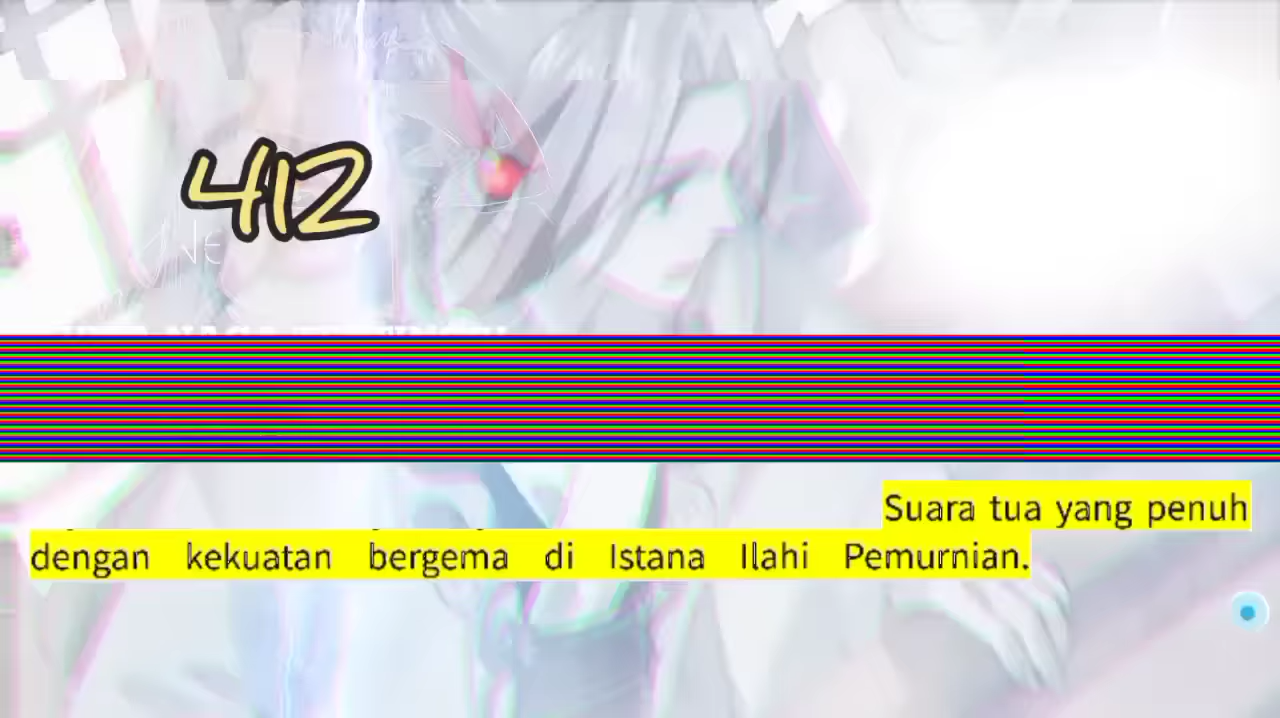 412
Suara tua yang penuh
dengan kekuatan bergema di Istana Ilahi Pemurnian.